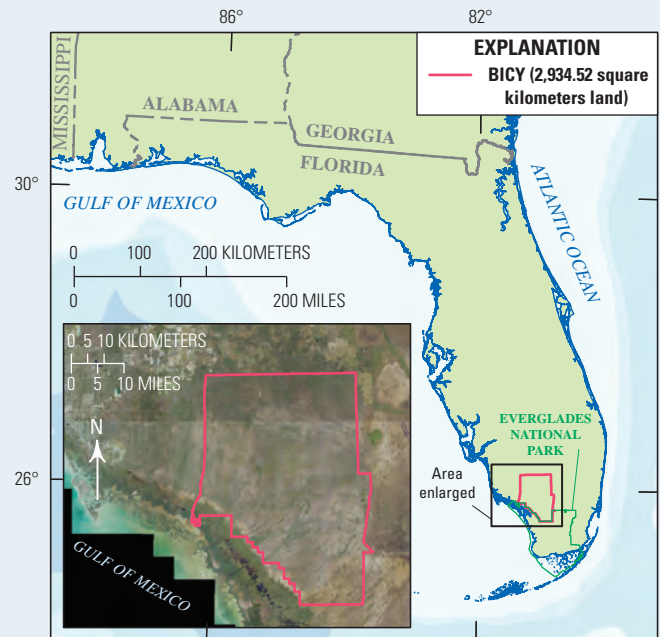 86°
82°
EXPLANATION
BICY (2,934.52 square
kilometers land)
MISSISSIPPI
ALABAMA
GEORGIA
FLORIDA
30°
GULF OF MEXICO
ATLANTIC OCEAN
0 100 200 KILOMETERS
0 100 200 MILES
0 5 10 KILOMETERS
0 5 10 MILES
N
GULF OF MEXICO
EVERGLADES
NATIONAL
PARK
Area
enlarged
26°